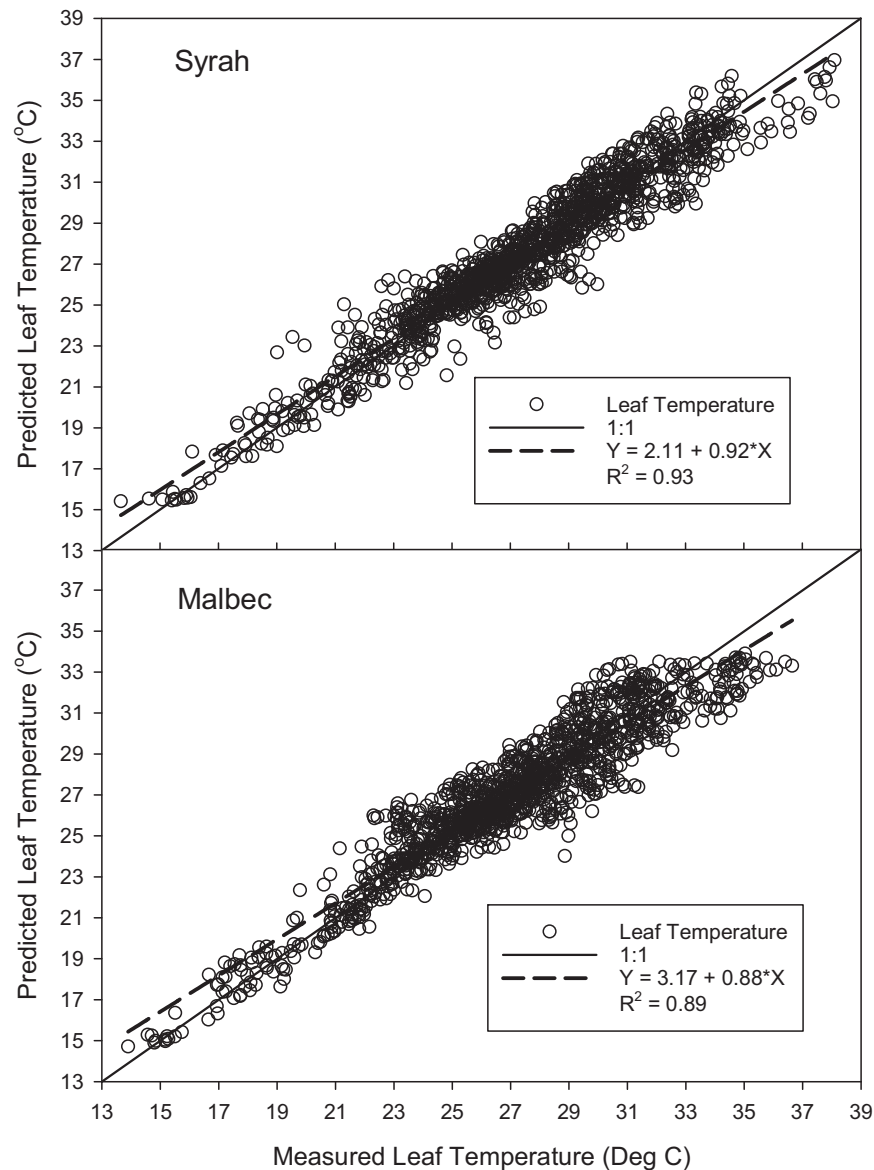 39
37
35
33
31
29
27
25
23
21
19
17
15
13
Predicted Leaf Temperature (°C)
Syrah
Leaf Temperature
1:1
Y = 2.11 + 0.92*X
R² = 0.93
37
35
33
31
29
27
25
23
21
19
17
15
13
Predicted Leaf Temperature (°C)
Malbec
Leaf Temperature
1:1
Y = 3.17 + 0.88*X
R² = 0.89
13 15 17 19 21 23 25 27 29 31 33 35 37 39
Measured Leaf Temperature (Deg C)